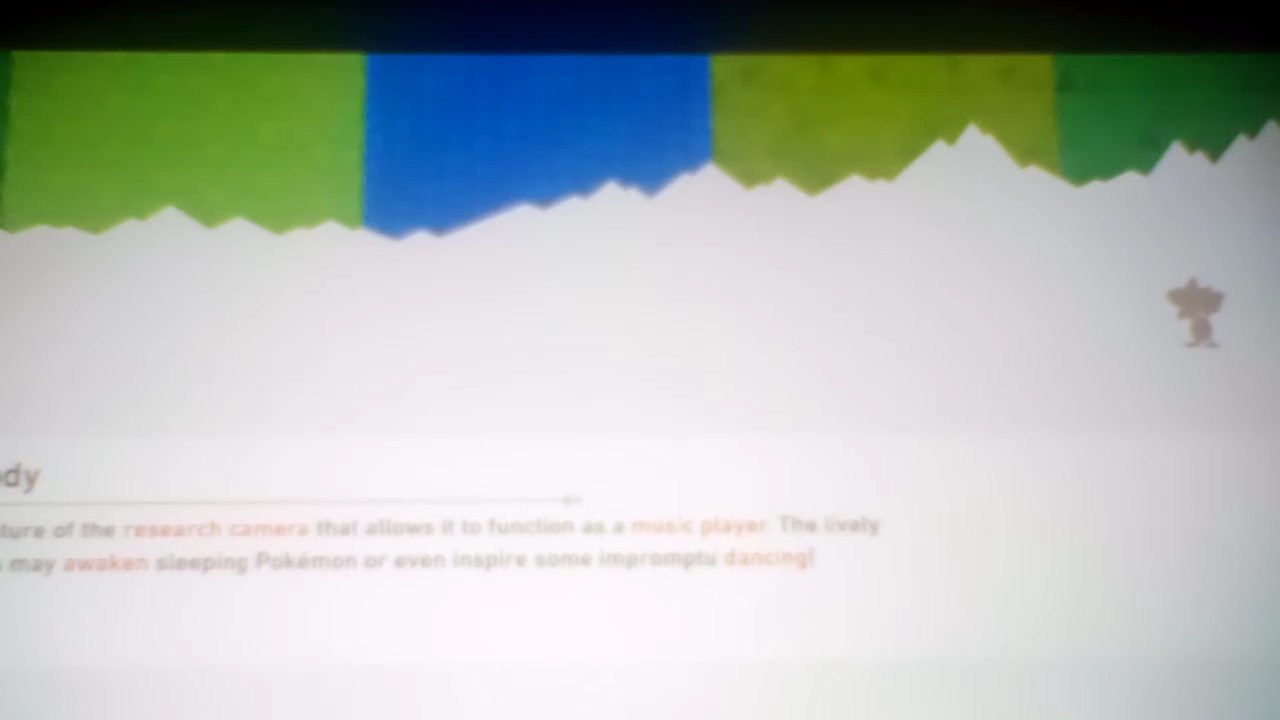 ody
ture of the research camera that allows it to function as a music player. The lively
s may awaken sleeping Pokémon or even inspire some impromptu dancing!